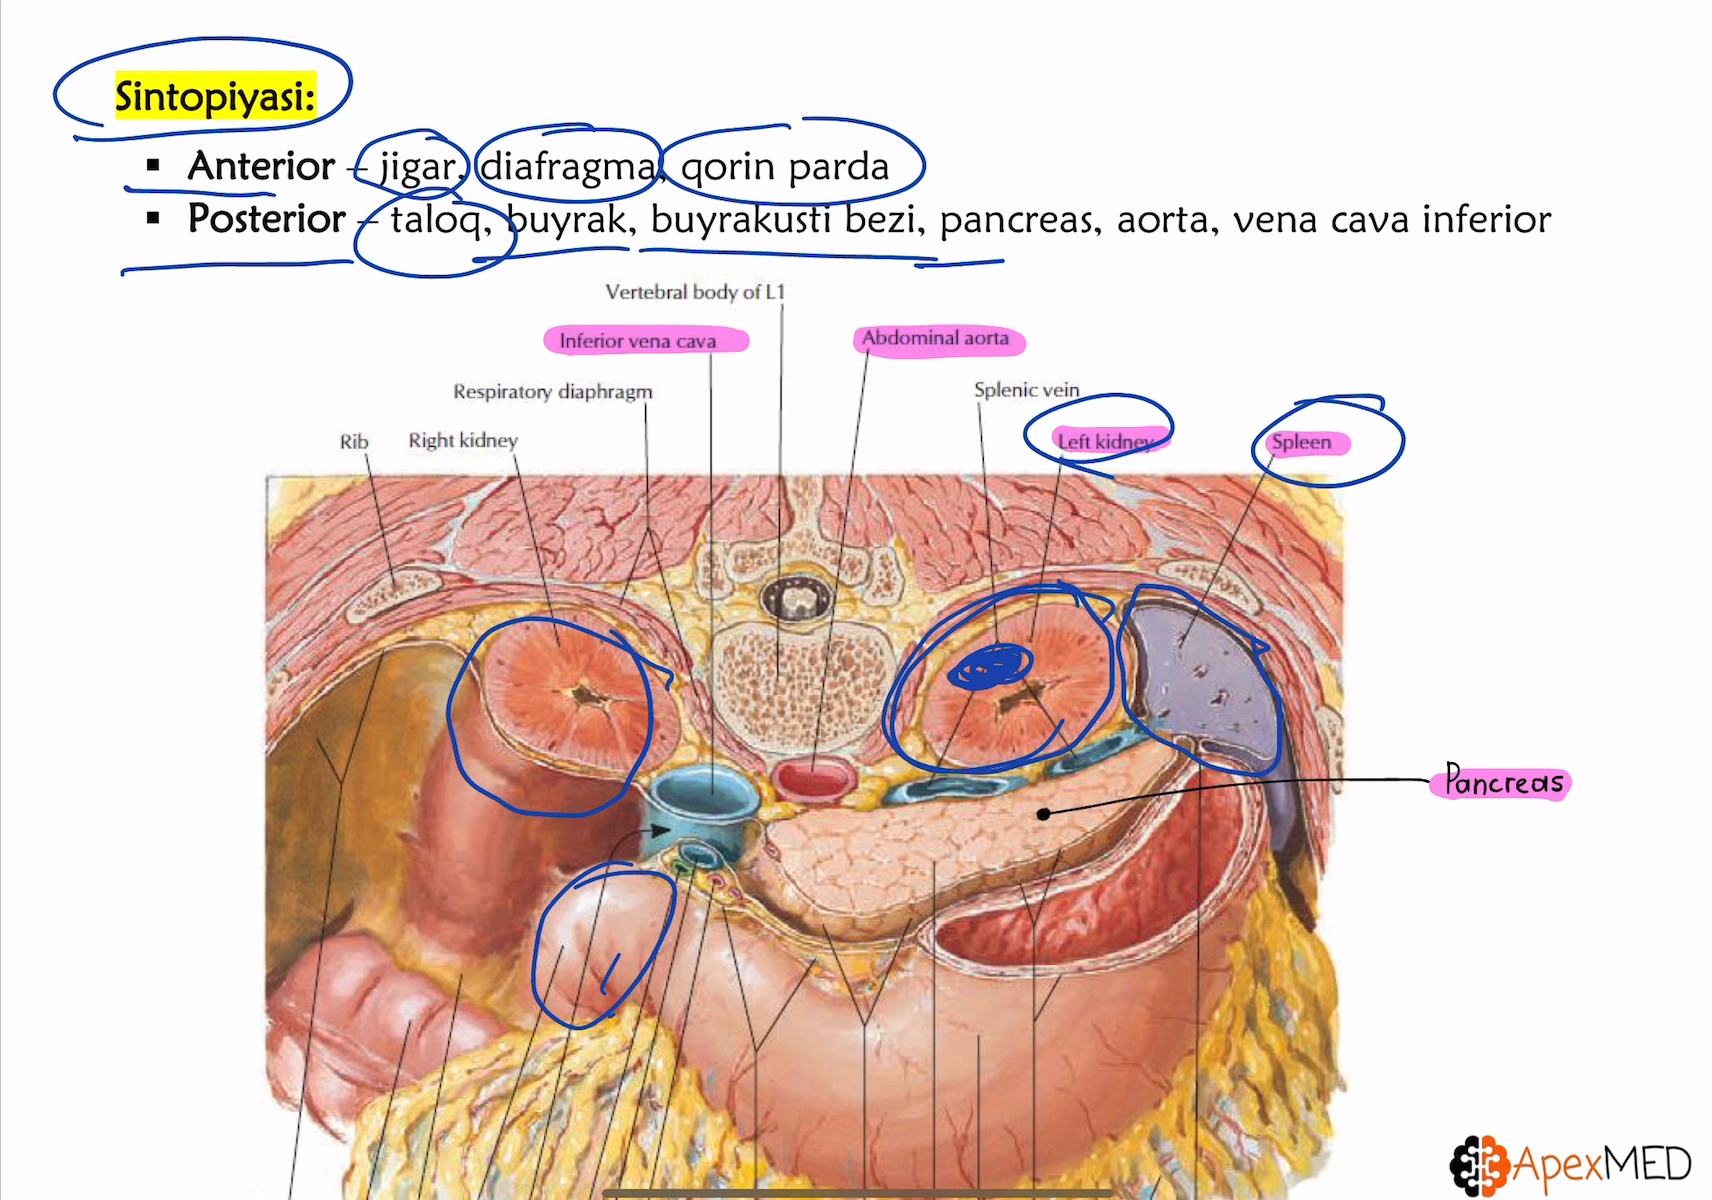 Sintopiyasi:
▪ Anterior – jigar, diafragma, qorin parda
▪ Posterior – taloq, buyrak, buyrakusti bezi, pancreas, aorta, vena cava inferior
Vertebral body of L1
Inferior vena cava
Abdominal aorta
Respiratory diaphragm
Splenic vein
Rib
Right kidney
Left kidney
Spleen
Pancreas
ApexMED